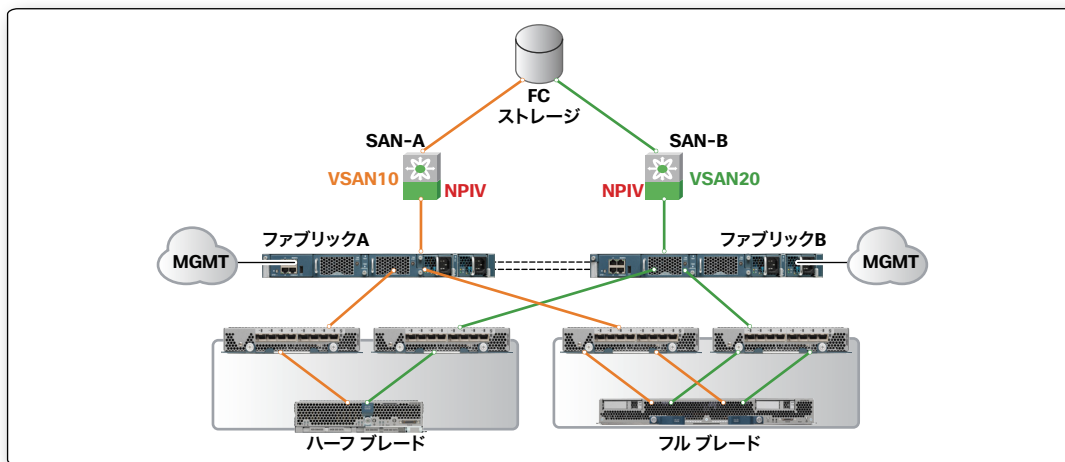 FC
ストレージ
SAN-A
SAN-B
VSAN10
NPIV
NPIV
VSAN20
ファブリックA
ファブリックB
MGMT
MGMT
ハーフ ブレード
フル ブレード